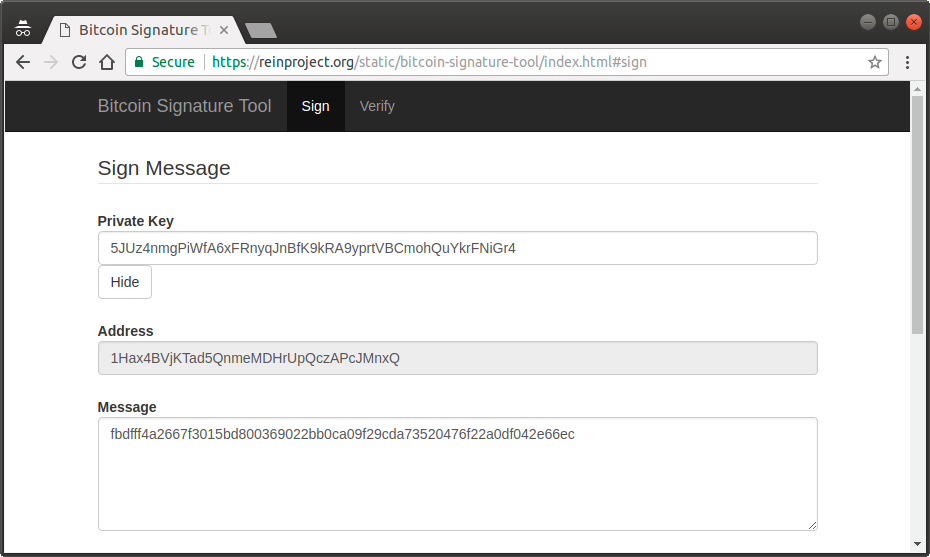 Bitcoin Signature T
Secure https://reinproject.org/static/bitcoin-signature-tool/index.html#sign
Bitcoin Signature Tool Sign Verify
Sign Message
Private Key
5JUz4nmgPiWfA6xFRnyqJnBfK9kRA9yprtVBCmohQuYkrFNiGr4
Hide
Address
1Hax4BVjKTad5QnmeMDHrUpQczAPcJMnxQ
Message
fbdfff4a2667f3015bd800369022bb0ca09f29cda73520476f22a0df042e66ec